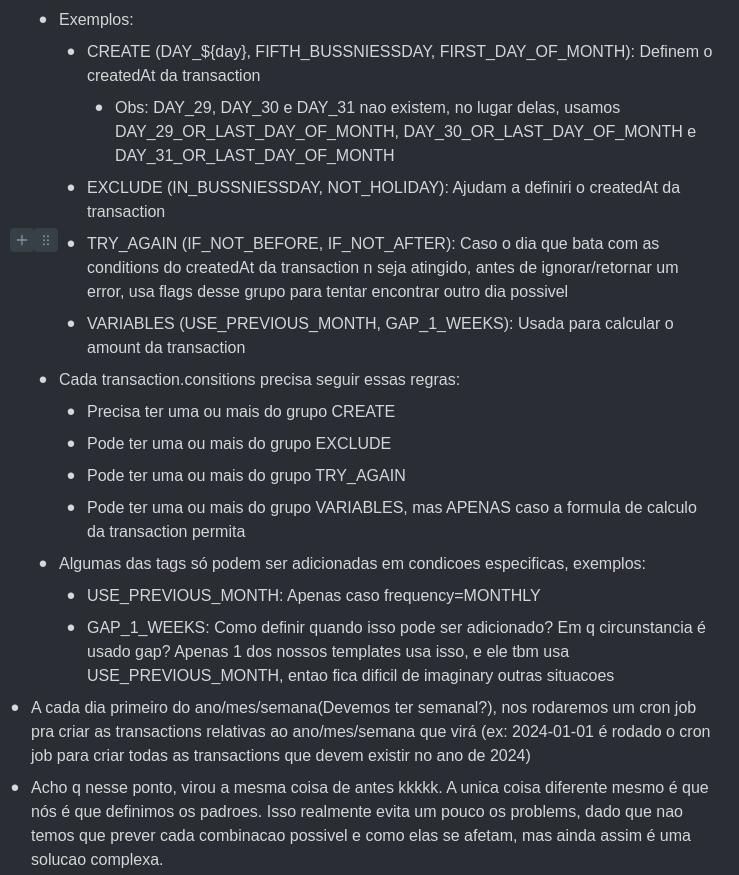 Exemplos:
CREATE (DAY_${day}, FIFTH_BUSSNIESSDAY, FIRST_DAY_OF_MONTH): Definem o
createdAt da transaction
Obs: DAY_29, DAY_30 e DAY_31 nao existem, no lugar delas, usamos
DAY_29_OR_LAST_DAY_OF_MONTH, DAY_30_OR_LAST_DAY_OF_MONTH e
DAY_31_OR_LAST_DAY_OF_MONTH
EXCLUDE (IN_BUSSNIESSDAY, NOT_HOLIDAY): Ajudam a definiri o createdAt da
transaction
TRY_AGAIN (IF_NOT_BEFORE, IF_NOT_AFTER): Caso o dia que bata com as
conditions do createdAt da transaction n seja atingido, antes de ignorar/retornar um
error, usa flags desse grupo para tentar encontrar outro dia possivel
VARIABLES (USE_PREVIOUS_MONTH, GAP_1_WEEKS): Usada para calcular o
amount da transaction
Cada transaction.consitions precisa seguir essas regras:
Precisa ter uma ou mais do grupo CREATE
Pode ter uma ou mais do grupo EXCLUDE
Pode ter uma ou mais do grupo TRY_AGAIN
Pode ter uma ou mais do grupo VARIABLES, mas APENAS caso a formula de calculo
da transaction permita
Algumas das tags só podem ser adicionadas em condicoes especificas, exemplos:
USE_PREVIOUS_MONTH: Apenas caso frequency=MONTHLY
GAP_1_WEEKS: Como definir quando isso pode ser adicionado? Em q circunstancia é
usado gap? Apenas 1 dos nossos templates usa isso, e ele tbm usa
USE_PREVIOUS_MONTH, entao fica dificil de imaginary outras situacoes
A cada dia primeiro do ano/mes/semana(Devemos ter semanal?), nos rodaremos um cron job
pra criar as transactions relativas ao ano/mes/semana que virá (ex: 2024-01-01 é rodado o cron
job para criar todas as transactions que devem existir no ano de 2024)
Acho q nesse ponto, virou a mesma coisa de antes kkkkk. A unica coisa diferente mesmo é que
nós é que definimos os padroes. Isso realmente evita um pouco os problems, dado que nao
temos que prever cada combinacao possivel e como elas se afetam, mas ainda assim é uma
solucao complexa.